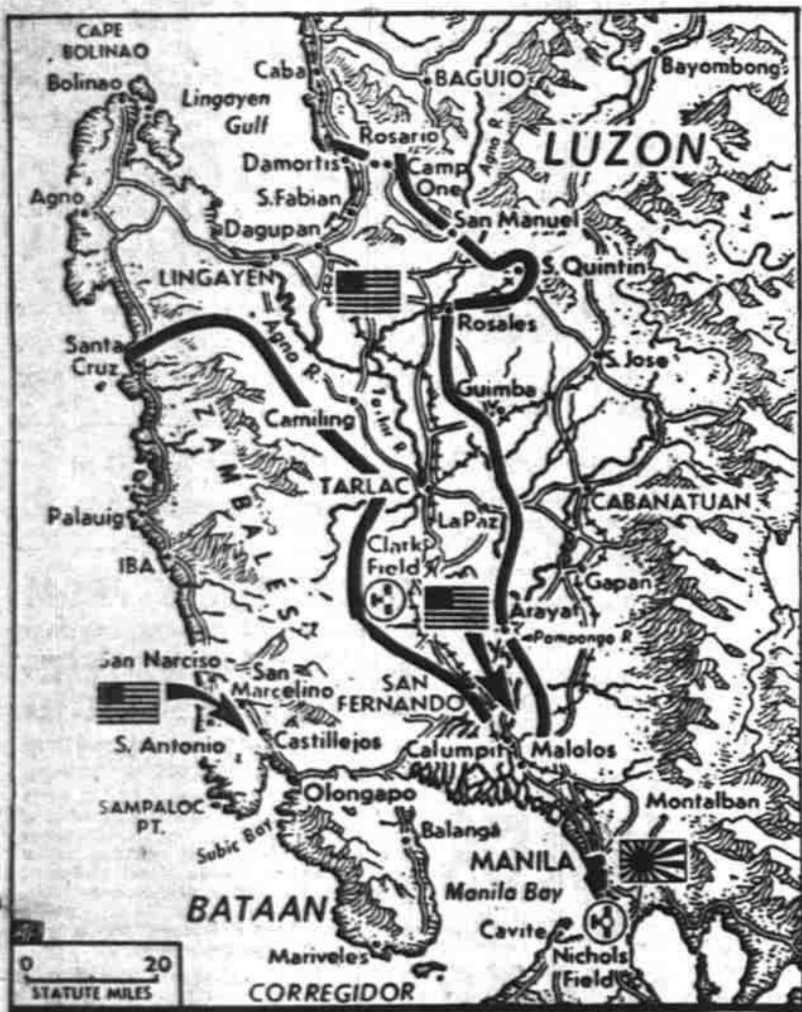 CAPE
BOLINAO
Bolinao
Caba
BAGUIO
Bayombong
Lingayen
Gulf
Rosario
Agno R.
LUZON
Damortis
Camp
One
Agno
S. Fabian
San Manuel
Dagupan
S. Quintin
LINGAYEN
Rosales
Agno R.
Santa
Cruz
S. Jose
Guimba
Camiling
ZAMBALES
TARLAC
CABANATUAN
Palauig
La Paz
Clark
Field
IBA
Gapan
Arayat
Pampanga R
San Narciso
San
Marcelino
SAN
FERNANDO
S. Antonio
Castillejos
Calumpit
Malolos
Olongapo
SAMPALOC
PT.
Montalban
Subic Bay
Balanga
MANILA
Manila Bay
BATAAN
Cavite
Mariveles
Nichols
Field
0 20
STATUTE MILES
CORREGIDOR